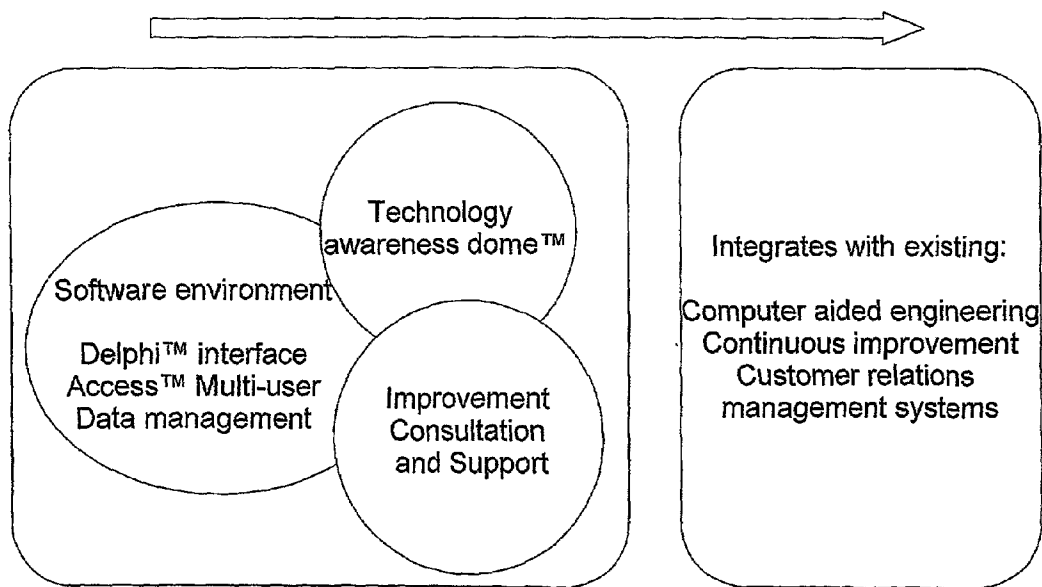 Technology
awareness dome™
Software environment
Delphi™ interface
Access™ Multi-user
Data management
Improvement
Consultation
and Support
Integrates with existing:
Computer aided engineering
Continuous improvement
Customer relations
management systems